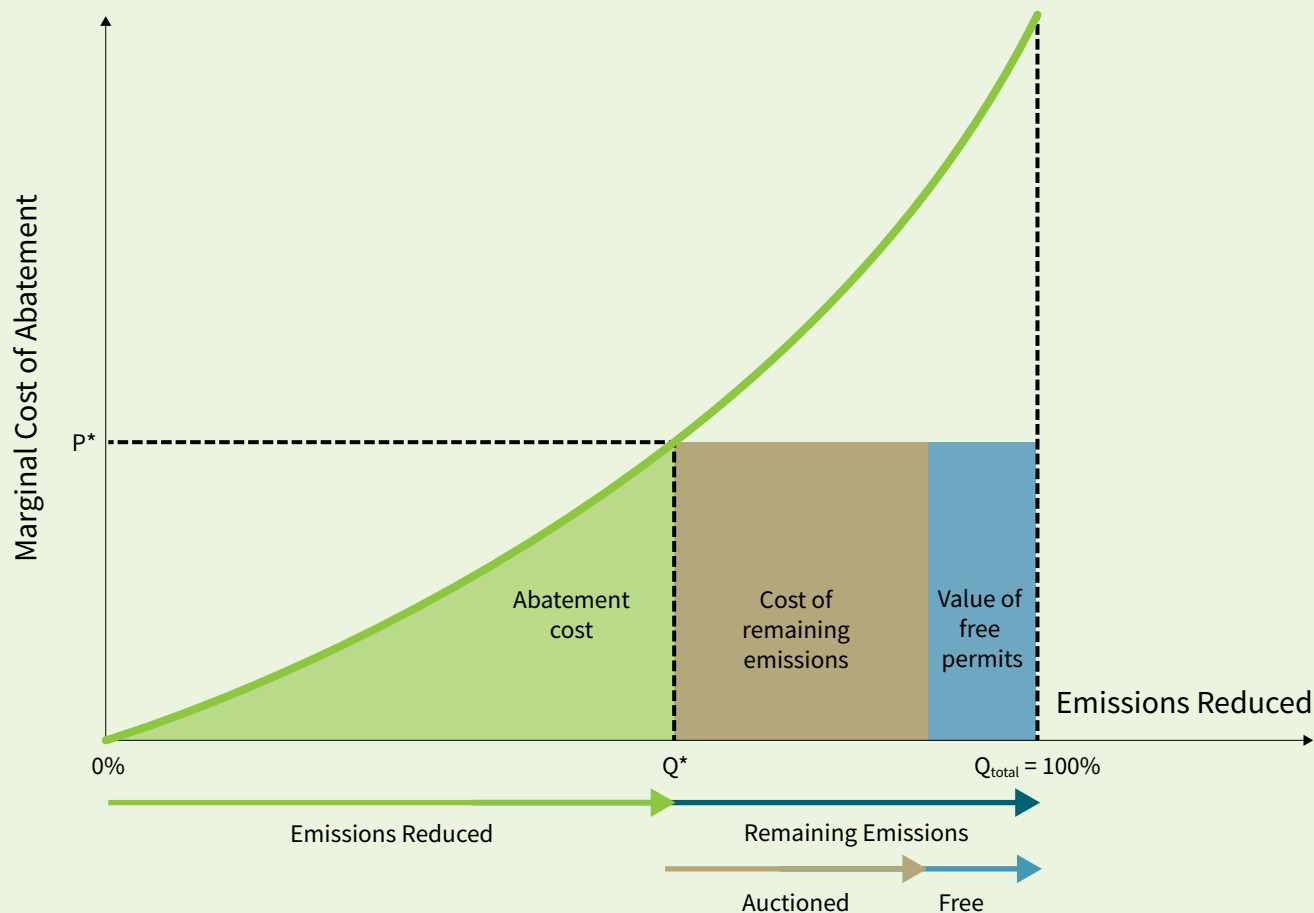 Marginal Cost of Abatement
P*
Abatement
cost
Cost of
remaining
emissions
Value of
free
permits
Emissions Reduced
0%
Q*
Qtotal = 100%
Emissions Reduced
Remaining Emissions
Auctioned
Free